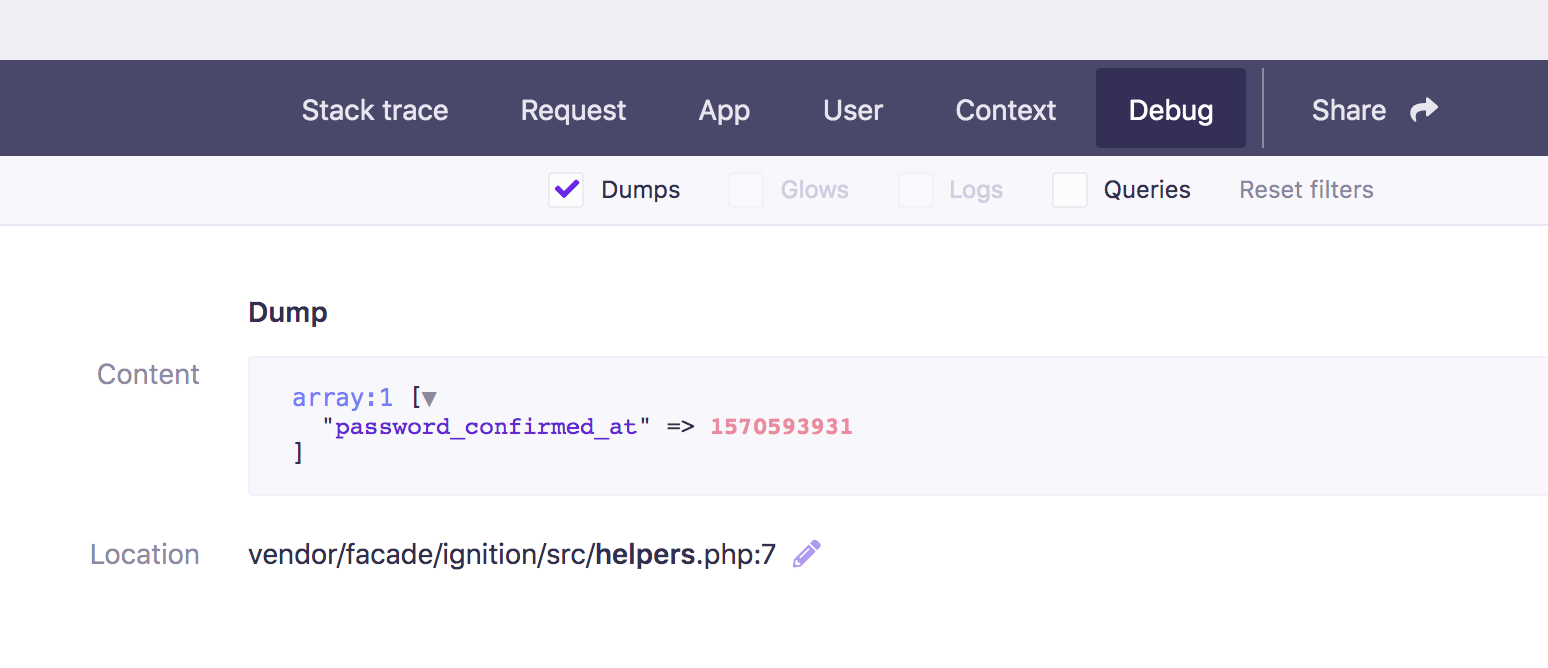 Stack trace Request App User Context Debug Share
Dumps Glows Logs Queries Reset filters
Dump
Content
array:1 [▼
"password_confirmed_at" => 1570593931
]
Location vendor/facade/ignition/src/helpers.php:7